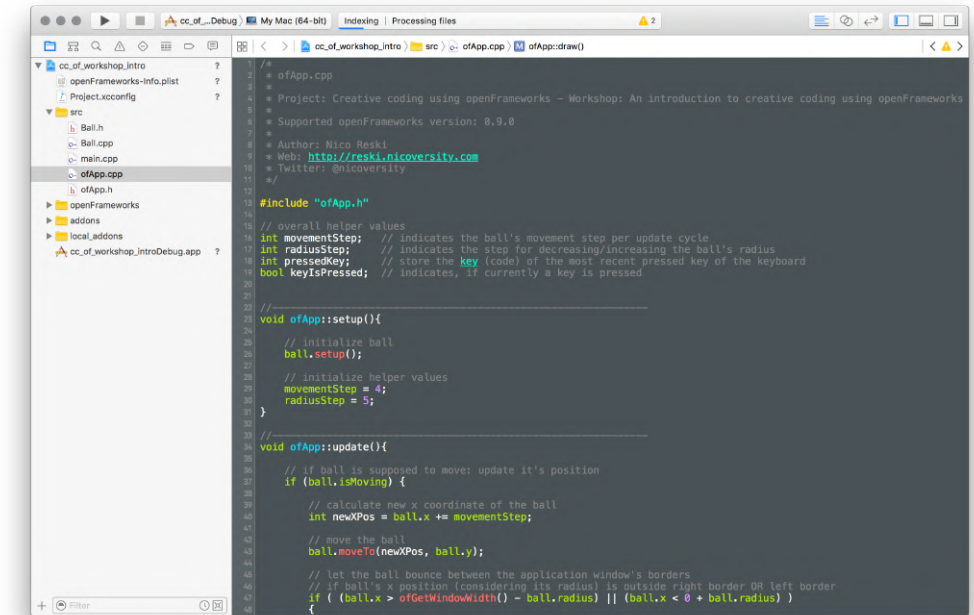 cc_of_...Debug My Mac (64-bit) Indexing | Processing files 2
cc_of_workshop_intro src ofApp.cpp M ofApp::draw()
cc_of_workshop_intro ?
openFrameworks-Info.plist ?
Project.xcconfig ?
src
Ball.h
Ball.cpp
main.cpp
ofApp.cpp
ofApp.h
openFrameworks
addons
local_addons
cc_of_workshop_introDebug.app ?
Filter
1 /*
2 * ofApp.cpp
3 *
4 * Project: Creative coding using openFrameworks – Workshop: An introduction to creative coding using openFrameworks
5 *
6 * Supported openFrameworks version: 0.9.0
7 *
8 * Author: Nico Reski
9 * Web: http://reski.nicoversity.com
10 * Twitter: @nicoversity
11 */
12
13 #include "ofApp.h"
14
15 // overall helper values
16 int movementStep; // indicates the ball's movement step per update cycle
17 int radiusStep; // indicates the step for decreasing/increasing the ball's radius
18 int pressedKey; // store the key (code) of the most recent pressed key of the keyboard
19 bool keyIsPressed; // indicates, if currently a key is pressed
20
21
22 //--------------------------------------------------------------
23 void ofApp::setup(){
24
25 // initialize ball
26 ball.setup();
27
28 // initialize helper values
29 movementStep = 4;
30 radiusStep = 5;
31 }
32
33 //--------------------------------------------------------------
34 void ofApp::update(){
35
36 // if ball is supposed to move: update it's position
37 if (ball.isMoving) {
38
39 // calculate new x coordinate of the ball
40 int newXPos = ball.x += movementStep;
41
42 // move the ball
43 ball.moveTo(newXPos, ball.y);
44
45 // let the ball bounce between the application window's borders
46 // if ball's x position (considering its radius) is outside right border OR left border
47 if ( (ball.x > ofGetWindowWidth() - ball.radius) || (ball.x < 0 + ball.radius) )
48 {